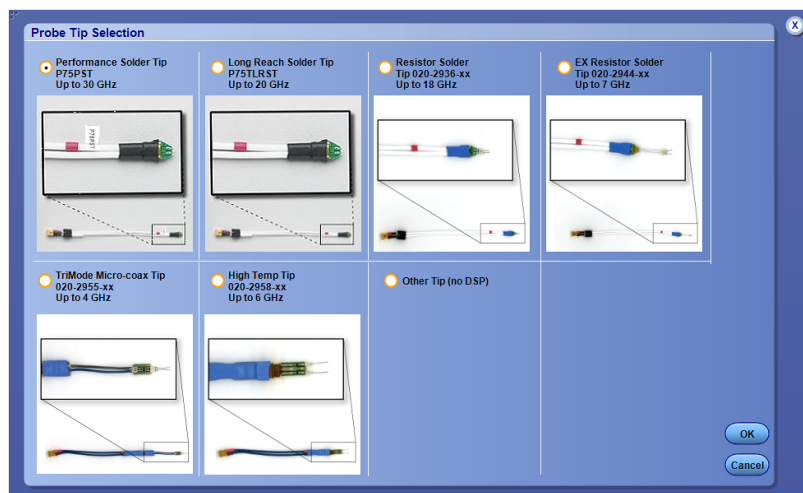 Probe Tip Selection
X
Performance Solder Tip
P75PST
Up to 30 GHz
Long Reach Solder Tip
P75TLRST
Up to 20 GHz
Resistor Solder
Tip 020-2936-xx
Up to 18 GHz
EX Resistor Solder
Tip 020-2944-xx
Up to 7 GHz
P75PST
TriMode Micro-coax Tip
020-2955-xx
Up to 4 GHz
High Temp Tip
020-2958-xx
Up to 6 GHz
Other Tip (no DSP)
OK
Cancel